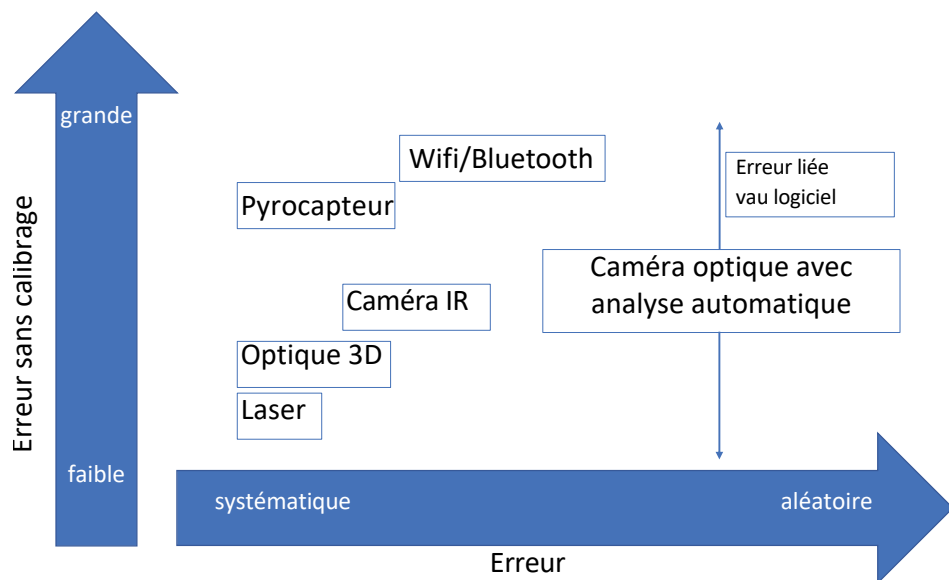 grande
Wifi/Bluetooth
Erreur liée
vau logiciel
Pyrocapteur
Erreur sans calibrage
Caméra optique avec
analyse automatique
Caméra IR
Optique 3D
Laser
faible
systématique
aléatoire
Erreur